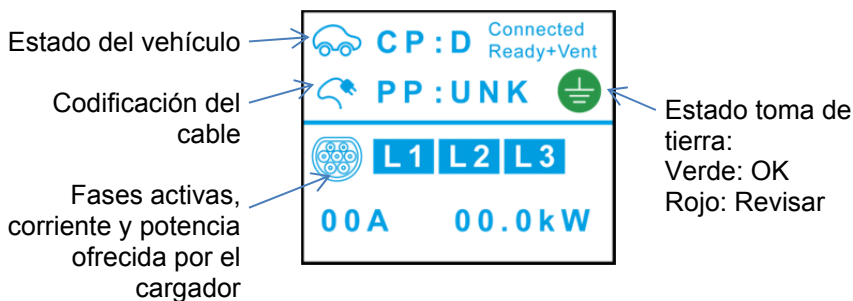 Estado del vehículo
Codificación del
cable
Fases activas,
corriente y potencia
ofrecida por el
cargador
CP:D Connected
Ready+Vent
PP:UNK
L1 L2 L3
00A 00.0kW
Estado toma de
tierra:
Verde: OK
Rojo: Revisar